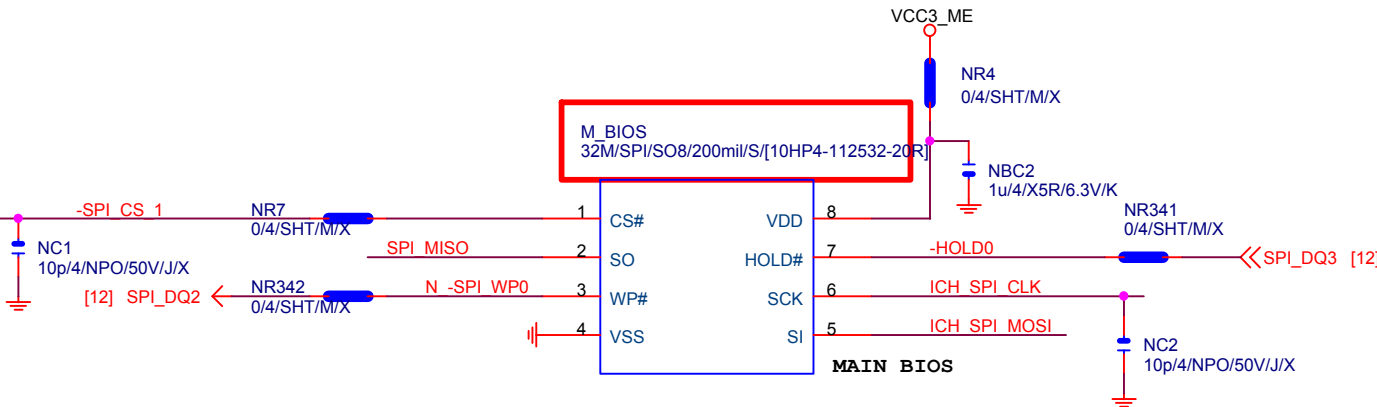 VCC3_ME
NR4
0/4/SHT/M/X
M_BIOS
32M/SPI/SO8/200mil/S/[10HP4-112532-20R]
NBC2
1u/4/X5R/6.3V/K
-SPI_CS_1
NR7
0/4/SHT/M/X
1
CS#
VDD
8
NR341
0/4/SHT/M/X
NC1
10p/4/NPO/50V/J/X
SPI_MISO
2
SO
HOLD#
7
-HOLD0
SPI_DQ3 [12]
[12] SPI_DQ2
NR342
0/4/SHT/M/X
N_-SPI_WP0
3
WP#
SCK
6
ICH_SPI_CLK
4
VSS
SI
5
ICH_SPI_MOSI
NC2
10p/4/NPO/50V/J/X
MAIN BIOS